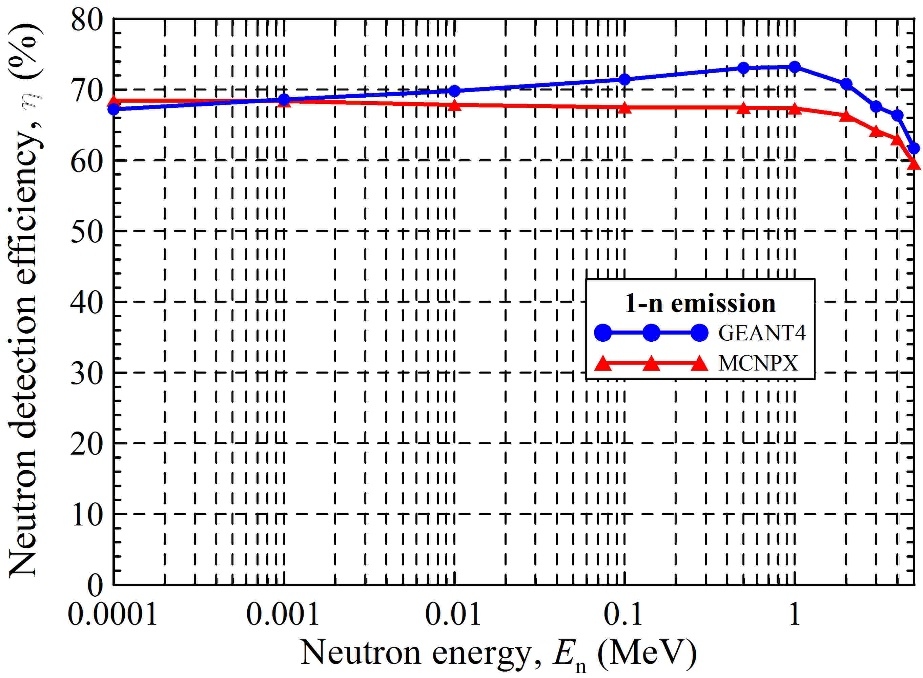 80
70
60
50
40
30
20
10
0
Neutron detection efficiency, η (%)
1-n emission
GEANT4
MCNPX
0.0001 0.001 0.01 0.1 1
Neutron energy, En (MeV)